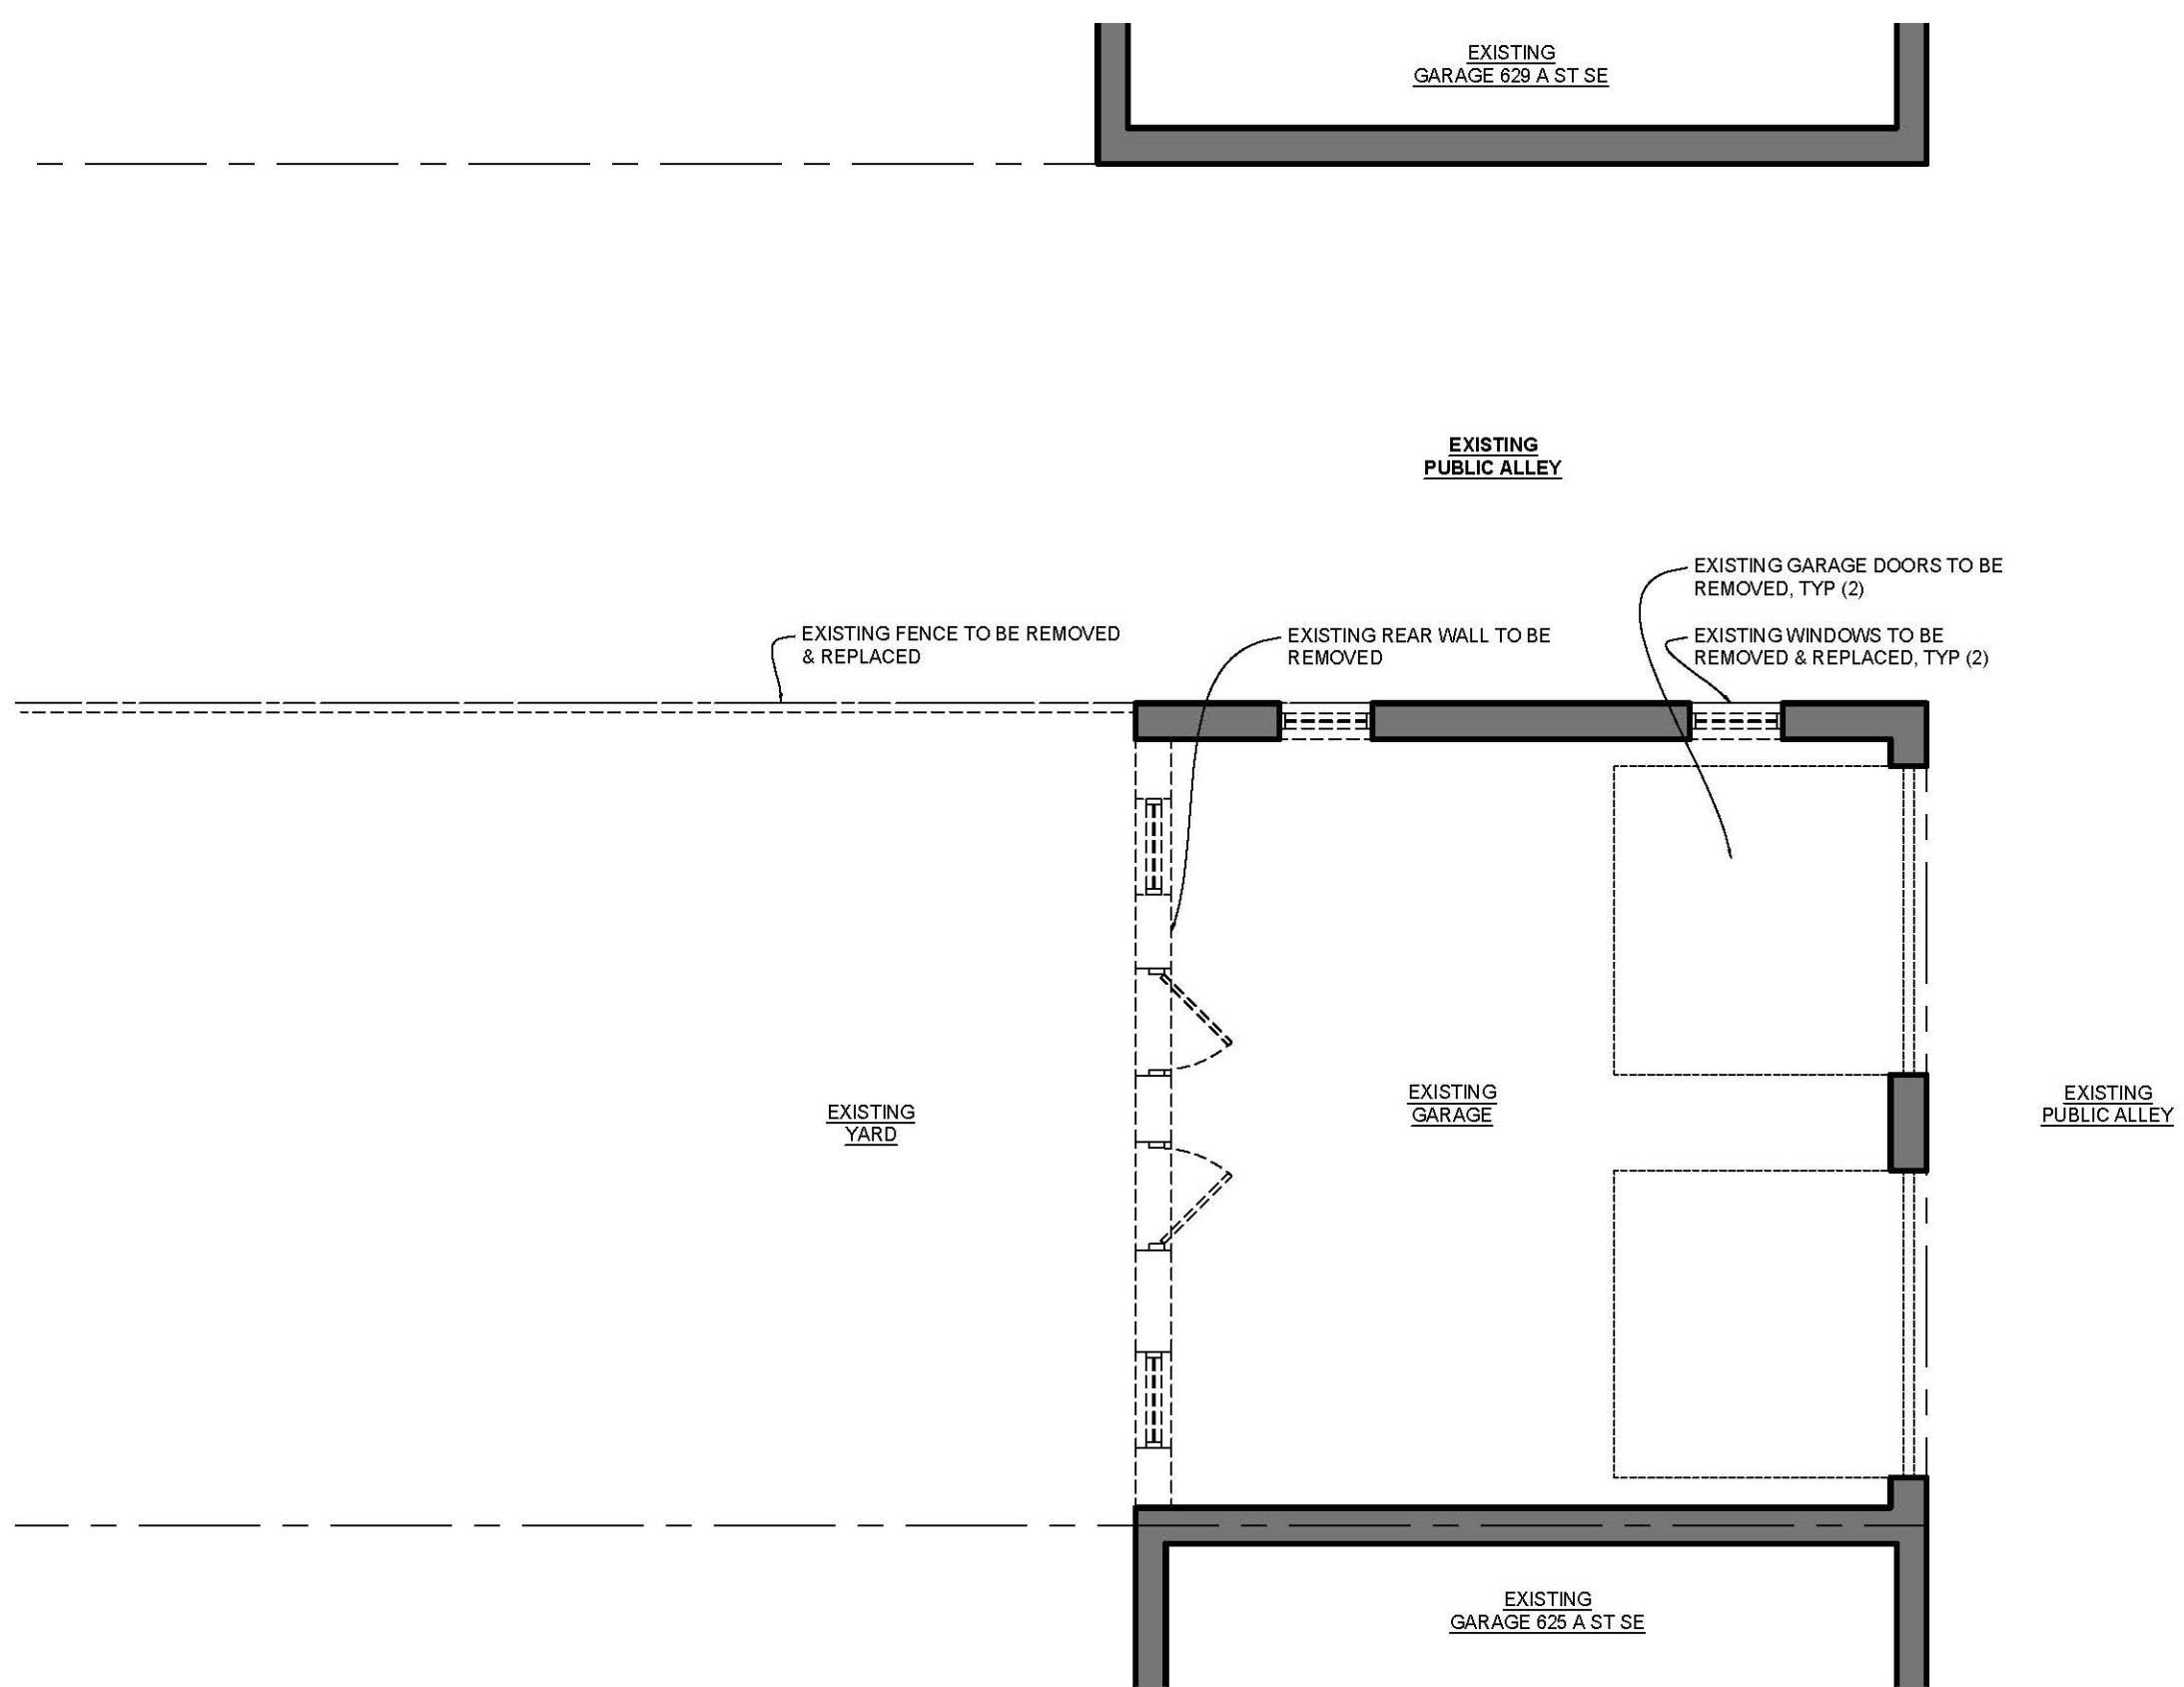 EXISTING
GARAGE 629 A ST SE
EXISTING
PUBLIC ALLEY
EXISTING GARAGE DOORS TO BE
REMOVED, TYP (2)
EXISTING FENCE TO BE REMOVED
& REPLACED
EXISTING REAR WALL TO BE
REMOVED
EXISTING WINDOWS TO BE
REMOVED & REPLACED, TYP (2)
EXISTING
YARD
EXISTING
GARAGE
EXISTING
PUBLIC ALLEY
EXISTING
GARAGE 625 A ST SE